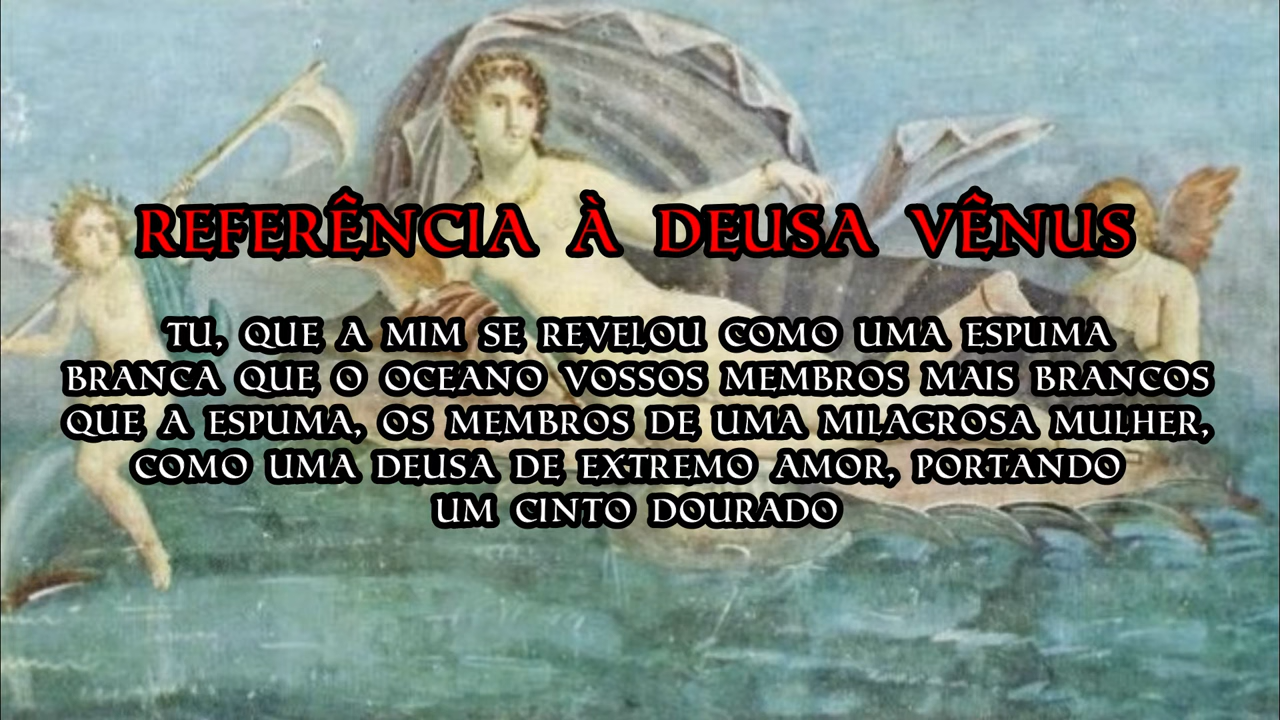 REFERÊNCIA À DEUSA VÊNUS
TU, QUE A MIM SE REVELOU COMO UMA ESPUMA
BRANCA QUE O OCEANO VOSSOS MEMBROS MAIS BRANCOS
QUE A ESPUMA, OS MEMBROS DE UMA MILAGROSA MULHER,
COMO UMA DEUSA DE EXTREMO AMOR, PORTANDO
UM CINTO DOURADO